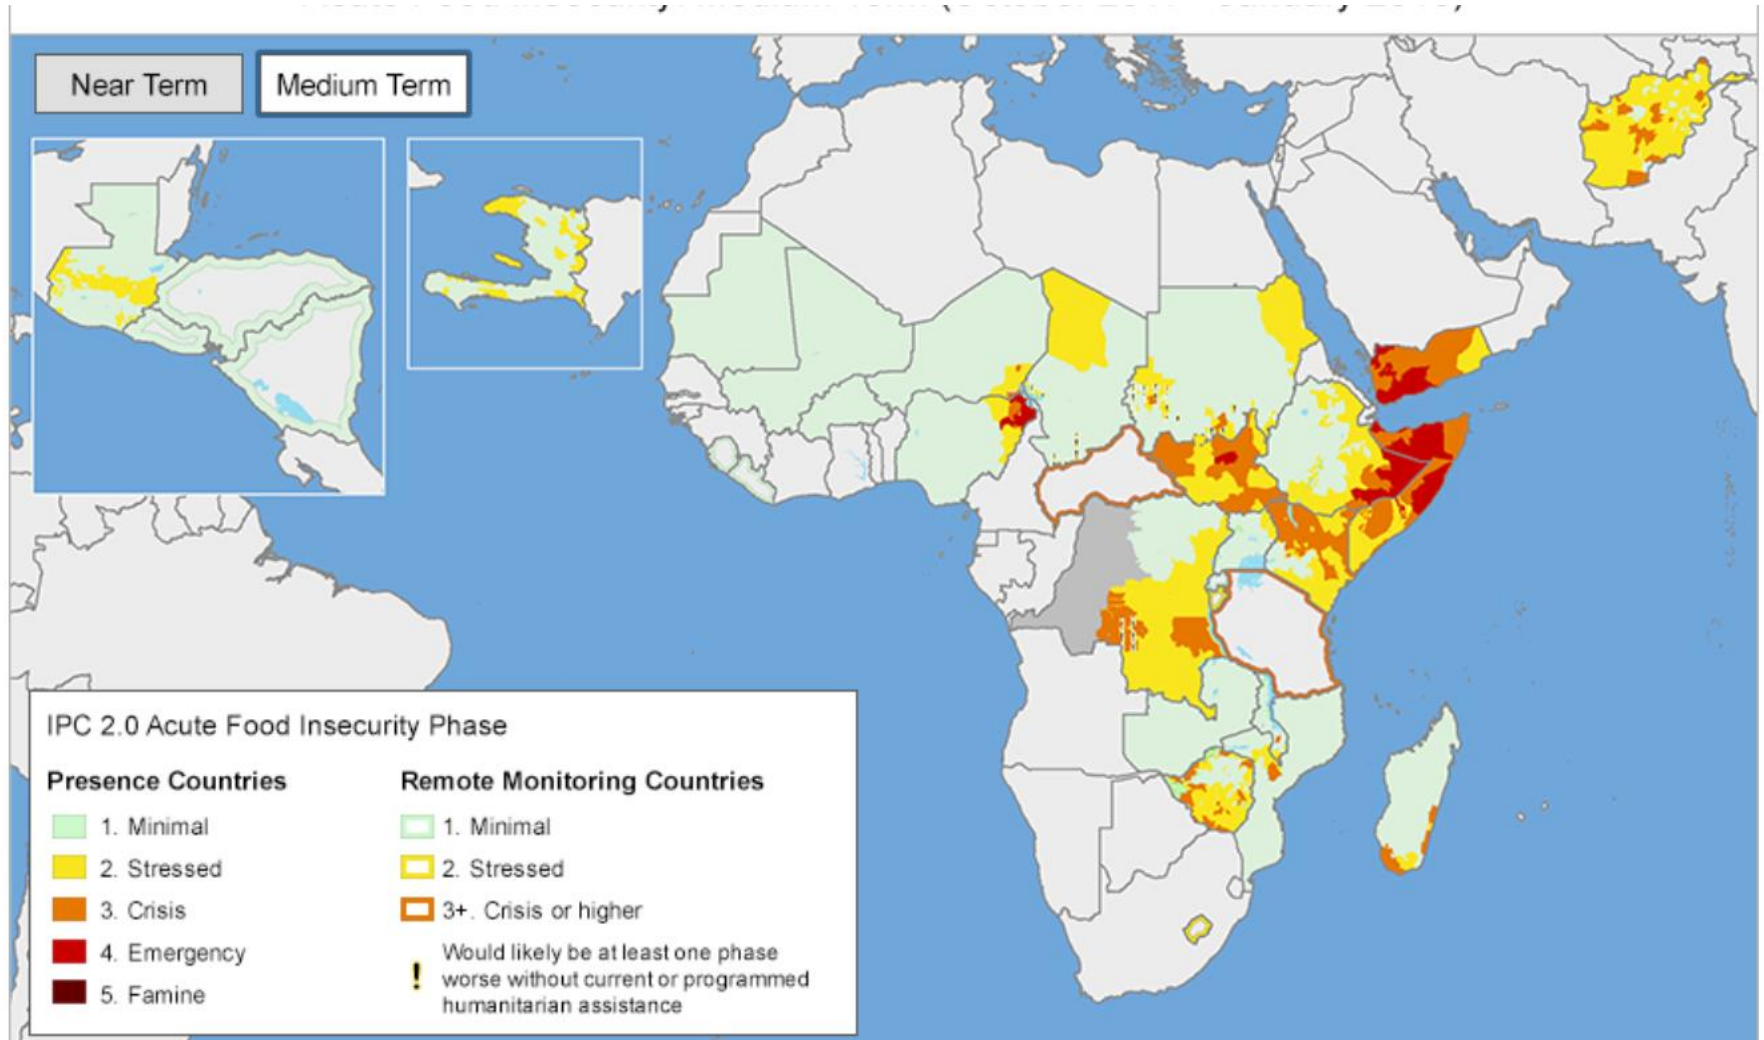 Near Term
Medium Term
IPC 2.0 Acute Food Insecurity Phase
Presence Countries
1. Minimal
2. Stressed
3. Crisis
4. Emergency
5. Famine
Remote Monitoring Countries
1. Minimal
2. Stressed
3+. Crisis or higher
! Would likely be at least one phase
worse without current or programmed
humanitarian assistance